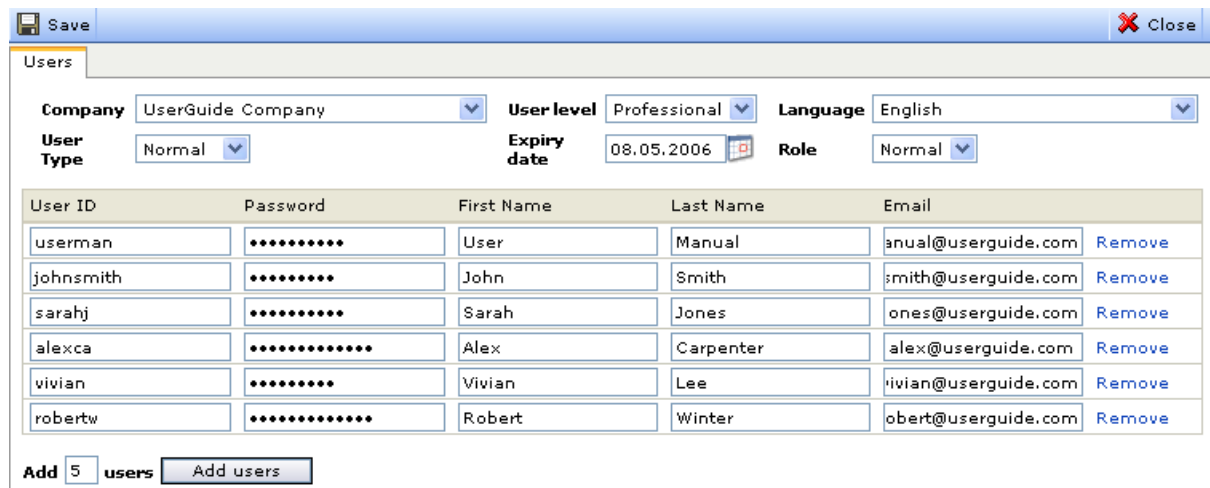 Save Close
Users
Company UserGuide Company User level Professional Language English
User Type Normal Expiry date 08.05.2006 Role Normal
User ID Password First Name Last Name Email
userman •••••••••• User Manual anual@userguide.com Remove
johnsmith ••••••••• John Smith smith@userguide.com Remove
sarahj •••••••••• Sarah Jones ones@userguide.com Remove
alexca ••••••••••••• Alex Carpenter alex@userguide.com Remove
vivian ••••••••• Vivian Lee vivian@userguide.com Remove
robertw ••••••••••••• Robert Winter obert@userguide.com Remove
Add 5 users Add users